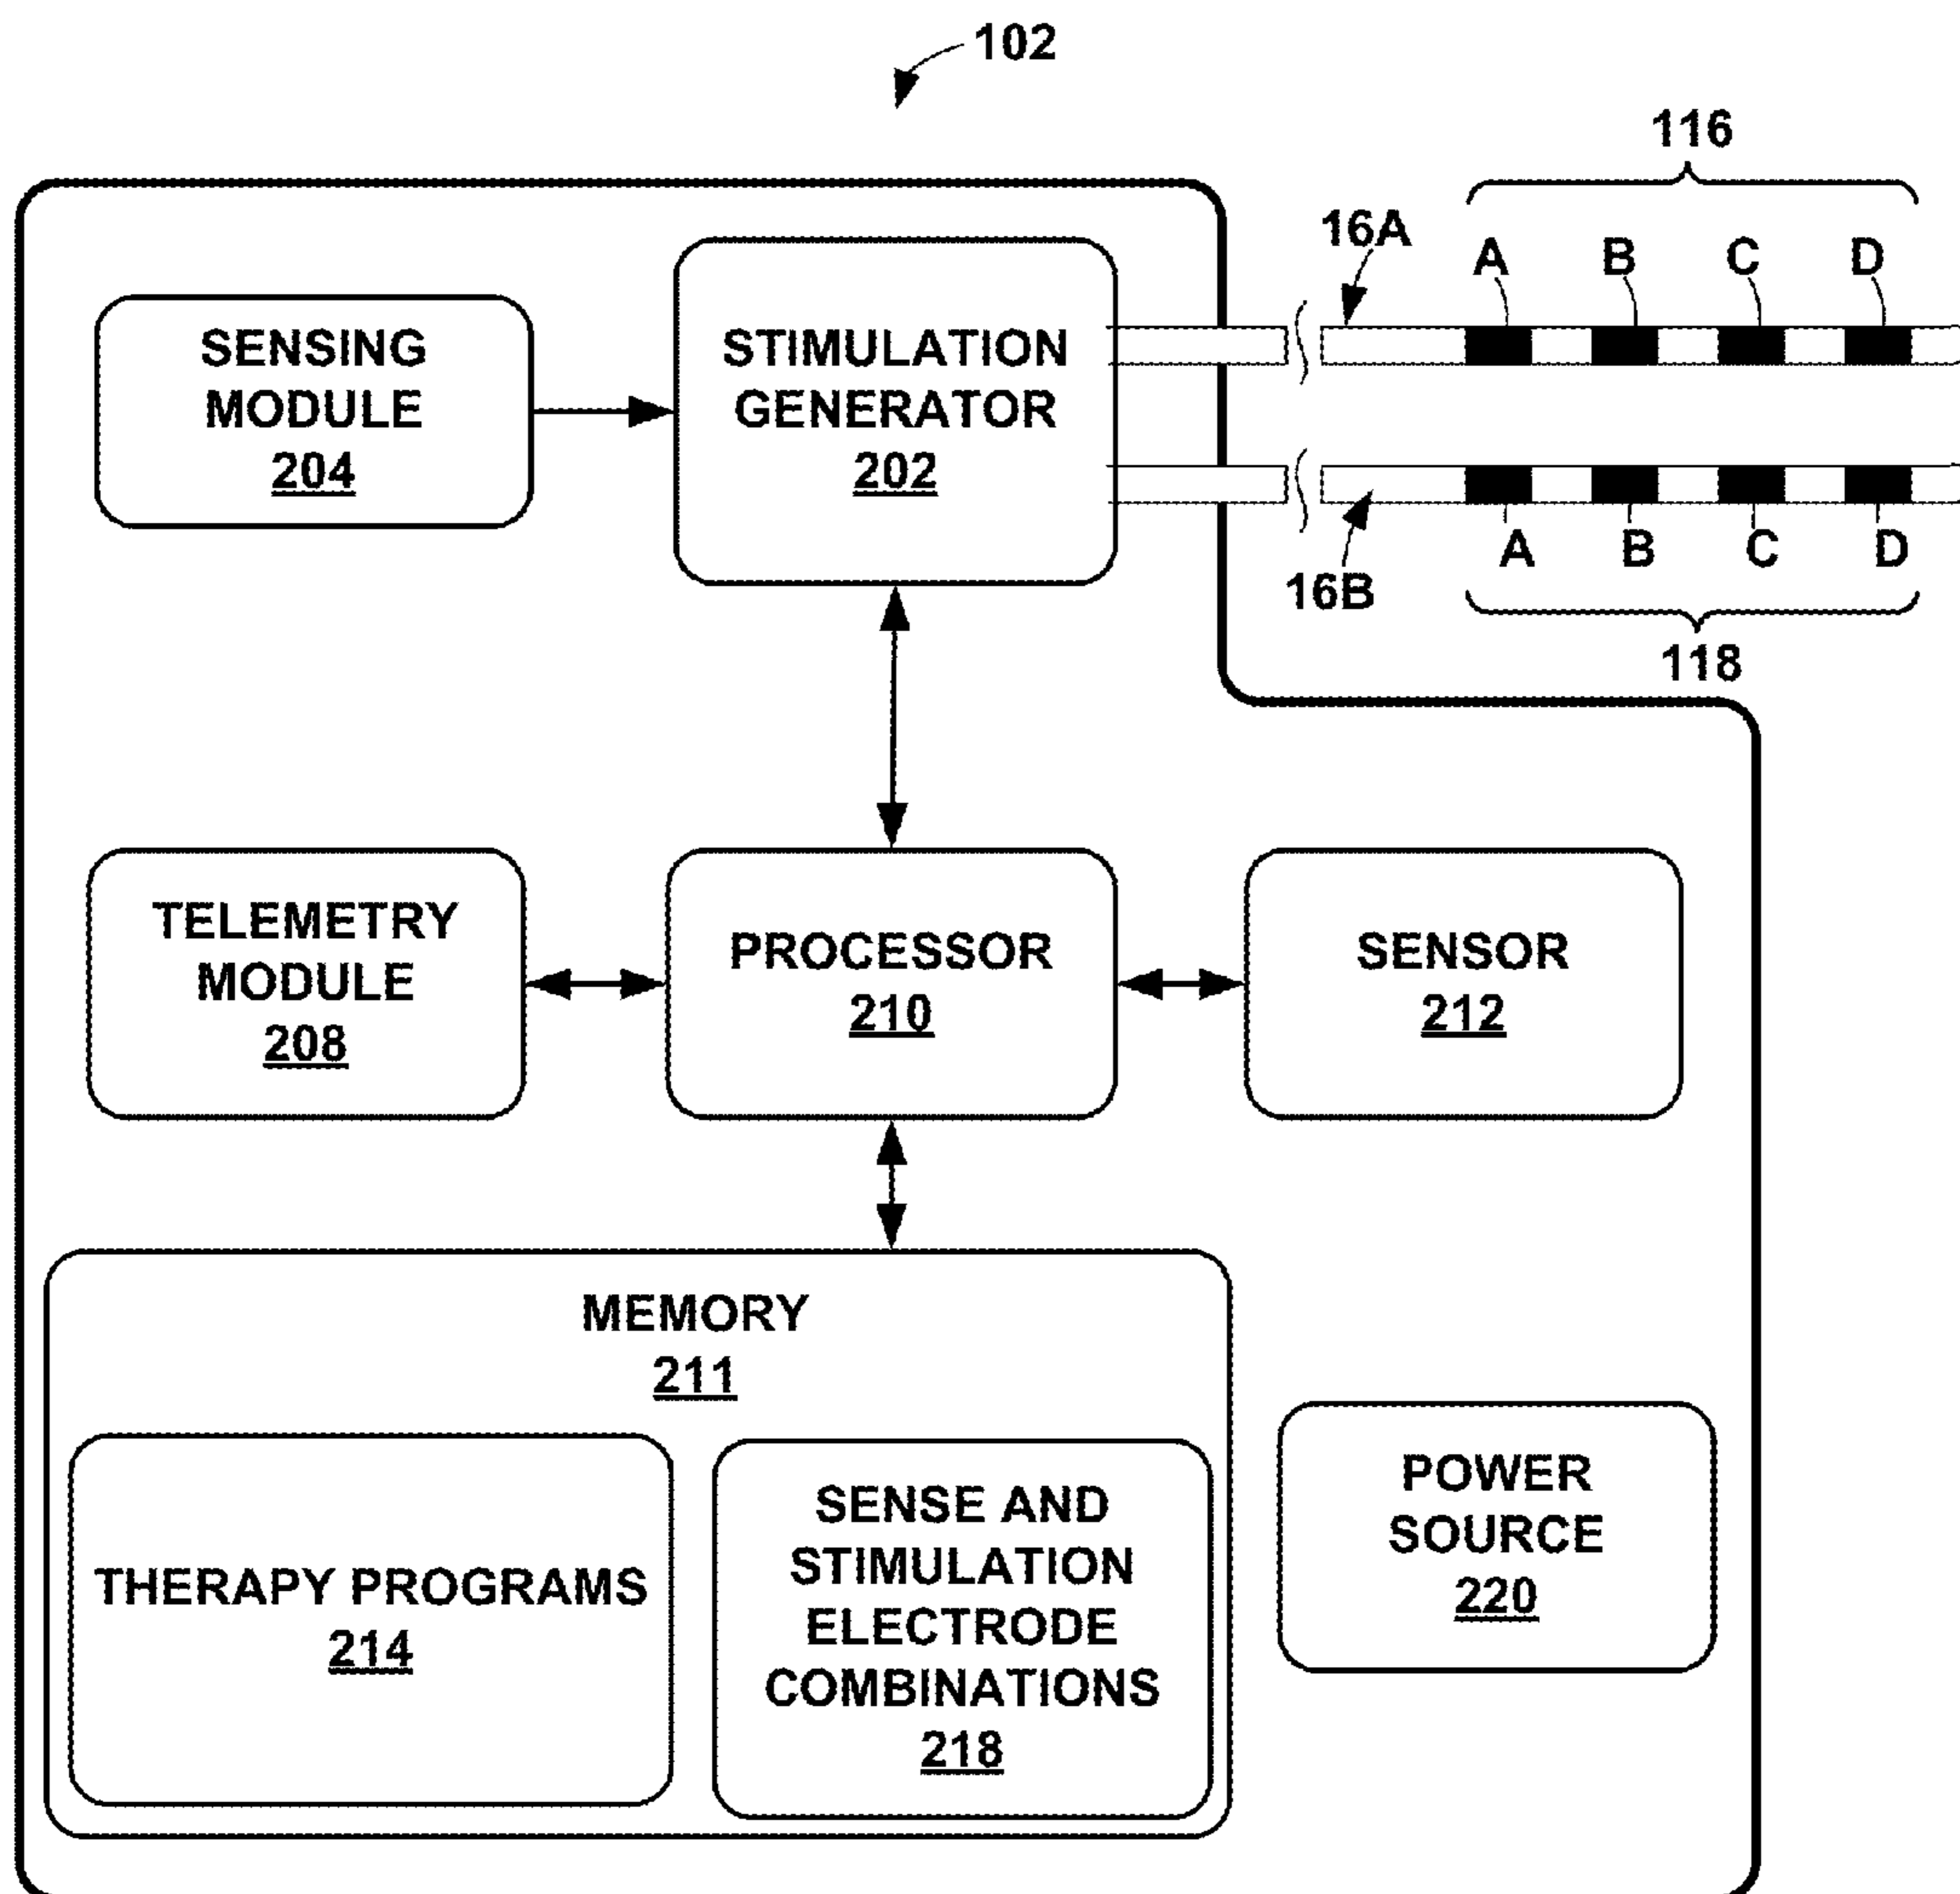 102
116
16A
A B C D
SENSING
MODULE
204
STIMULATION
GENERATOR
202
A B C D
16B
118
TELEMETRY
MODULE
208
PROCESSOR
210
SENSOR
212
MEMORY
211
THERAPY PROGRAMS
214
SENSE AND
STIMULATION
ELECTRODE
COMBINATIONS
218
POWER
SOURCE
220